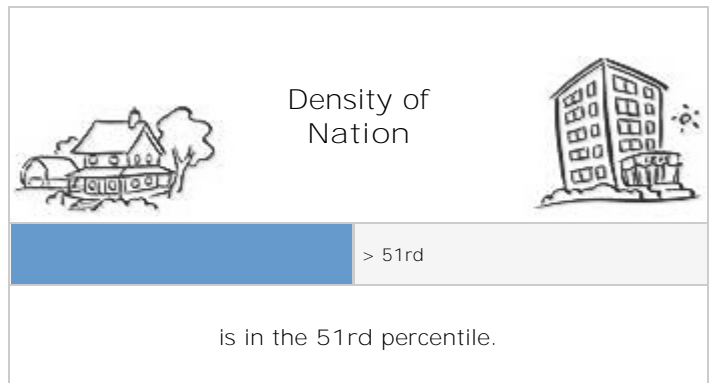 Density of
Nation
> 51rd
is in the 51rd percentile.